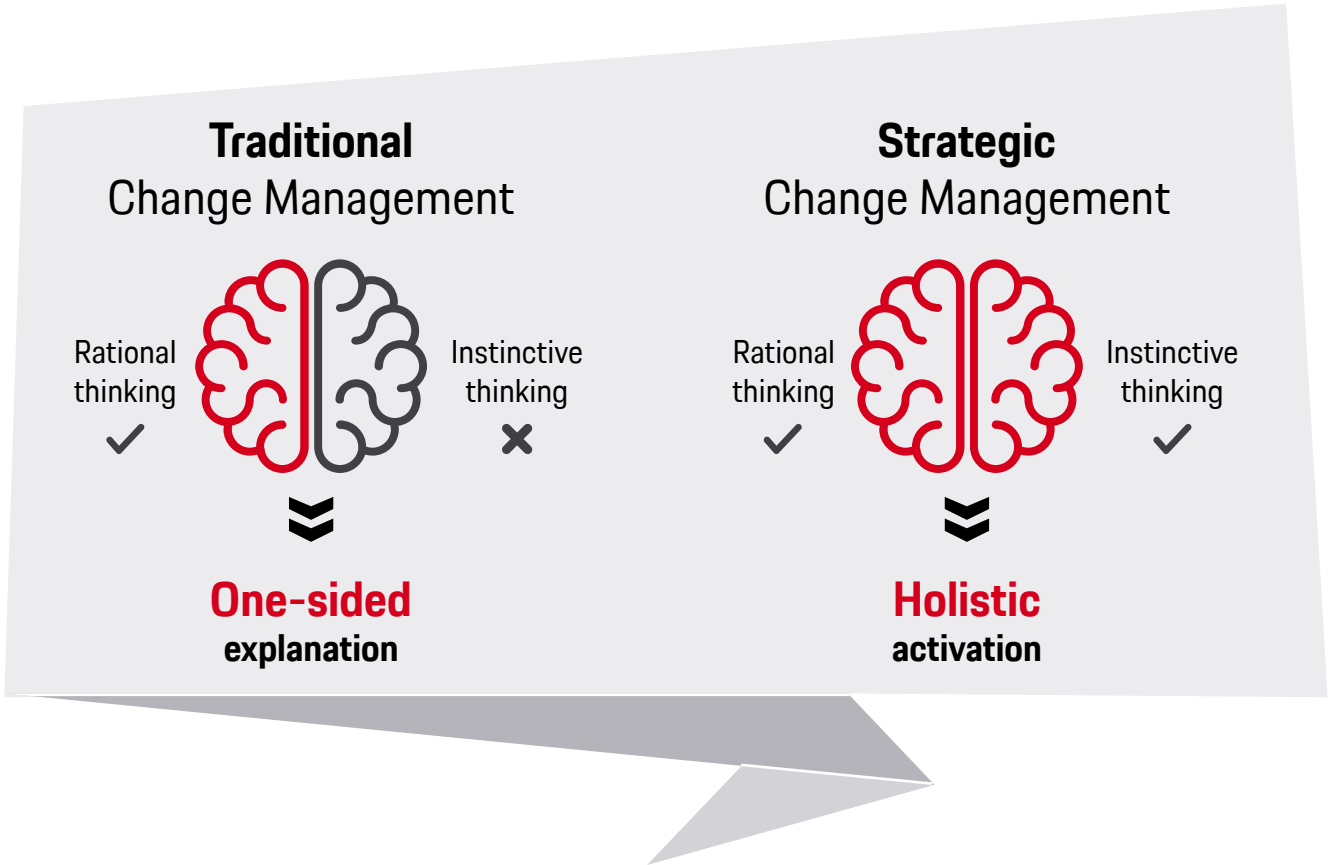 Traditional
Change Management
Rational
thinking
Instinctive
thinking
One-sided
explanation
Strategic
Change Management
Rational
thinking
Instinctive
thinking
Holistic
activation